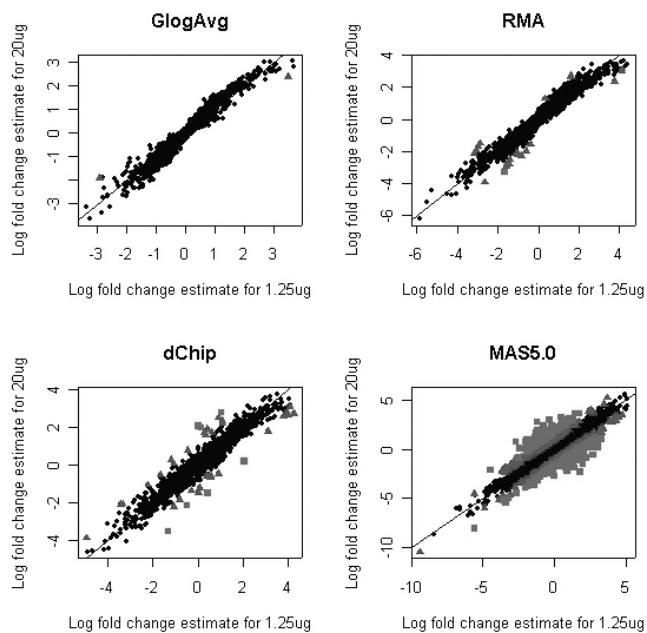 GlogAvg
Log fold change estimate for 20ug
3
2
1
0
-1
-3
-3 -2 -1 0 1 2 3
Log fold change estimate for 1.25ug
RMA
Log fold change estimate for 20ug
4
2
0
-2
-4
-6
-6 -4 -2 0 2 4
Log fold change estimate for 1.25ug
dChip
Log fold change estimate for 20ug
4
2
0
-2
-4
-4 -2 0 2 4
Log fold change estimate for 1.25ug
MAS5.0
Log fold change estimate for 20ug
5
0
-5
-10
-10 -5 0 5
Log fold change estimate for 1.25ug